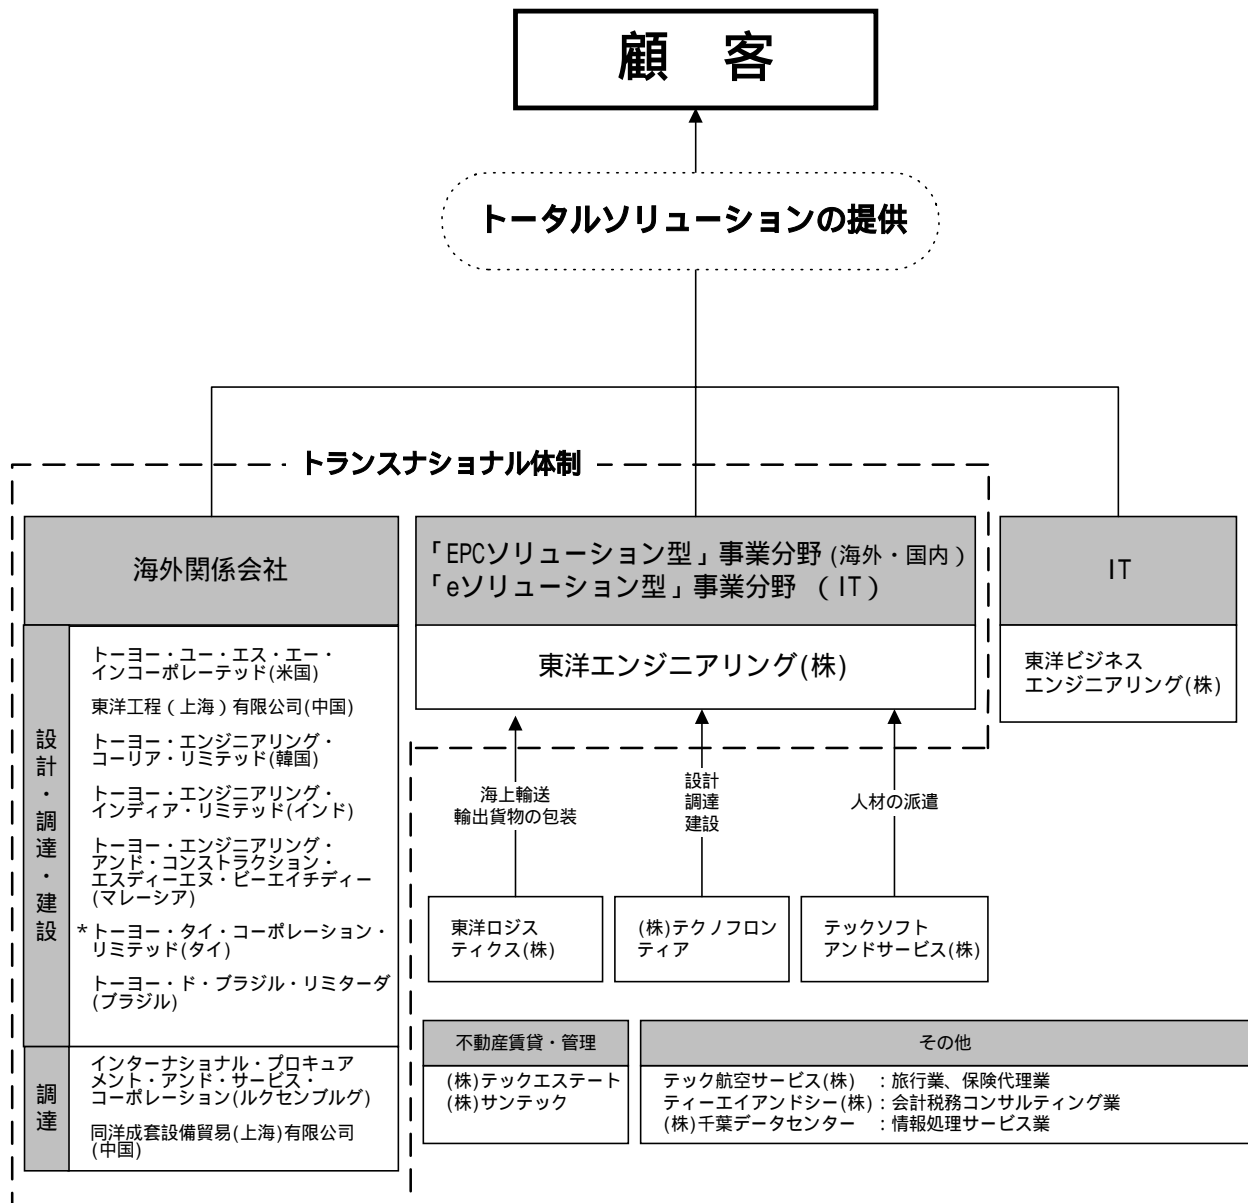 顧　客
トータルソリューションの提供
トランスナショナル体制
海外関係会社
設計・調達・建設
トーヨー・ユー・エス・エー・
インコーポレーテッド(米国)
東洋工程（上海）有限公司(中国)
トーヨー・エンジニアリング・
コーリア・リミテッド(韓国)
トーヨー・エンジニアリング・
インディア・リミテッド(インド)
トーヨー・エンジニアリング・
アンド・コンストラクション・
エスディーエヌ・ビーエイチディー
(マレーシア)
*トーヨー・タイ・コーポレーション・
リミテッド(タイ)
トーヨー・ド・ブラジル・リミターダ
(ブラジル)
調達
インターナショナル・プロキュア
メント・アンド・サービス・
コーポレーション(ルクセンブルグ)
同洋成套設備貿易(上海)有限公司
(中国)
「EPCソリューション型」事業分野(海外・国内）
「eソリューション型」事業分野 （IT）
東洋エンジニアリング(株)
IT
東洋ビジネス
エンジニアリング(株)
海上輸送
輸出貨物の包装
設計
調達
建設
人材の派遣
東洋ロジス
ティクス(株)
(株)テクノフロン
ティア
テックソフト
アンドサービス(株)
不動産賃貸・管理
(株)テックエステート
(株)サンテック
その他
テック航空サービス(株) ：旅行業、保険代理業
ティーエイアンドシー(株)：会計税務コンサルティング業
(株)千葉データセンター ：情報処理サービス業